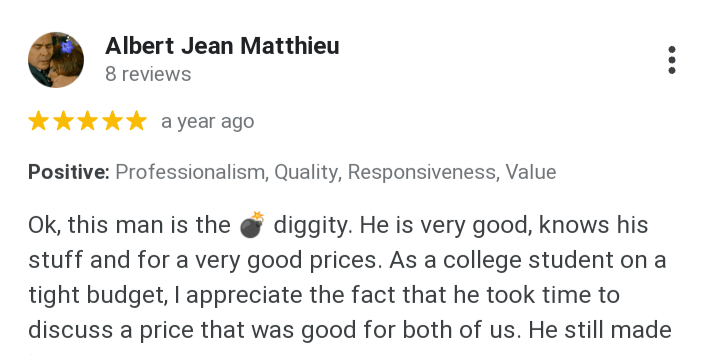 Albert Jean Matthieu
8 reviews
a year ago
Positive: Professionalism, Quality, Responsiveness, Value
Ok, this man is the 💣 diggity. He is very good, knows his
stuff and for a very good prices. As a college student on a
tight budget, I appreciate the fact that he took time to
discuss a price that was good for both of us. He still made